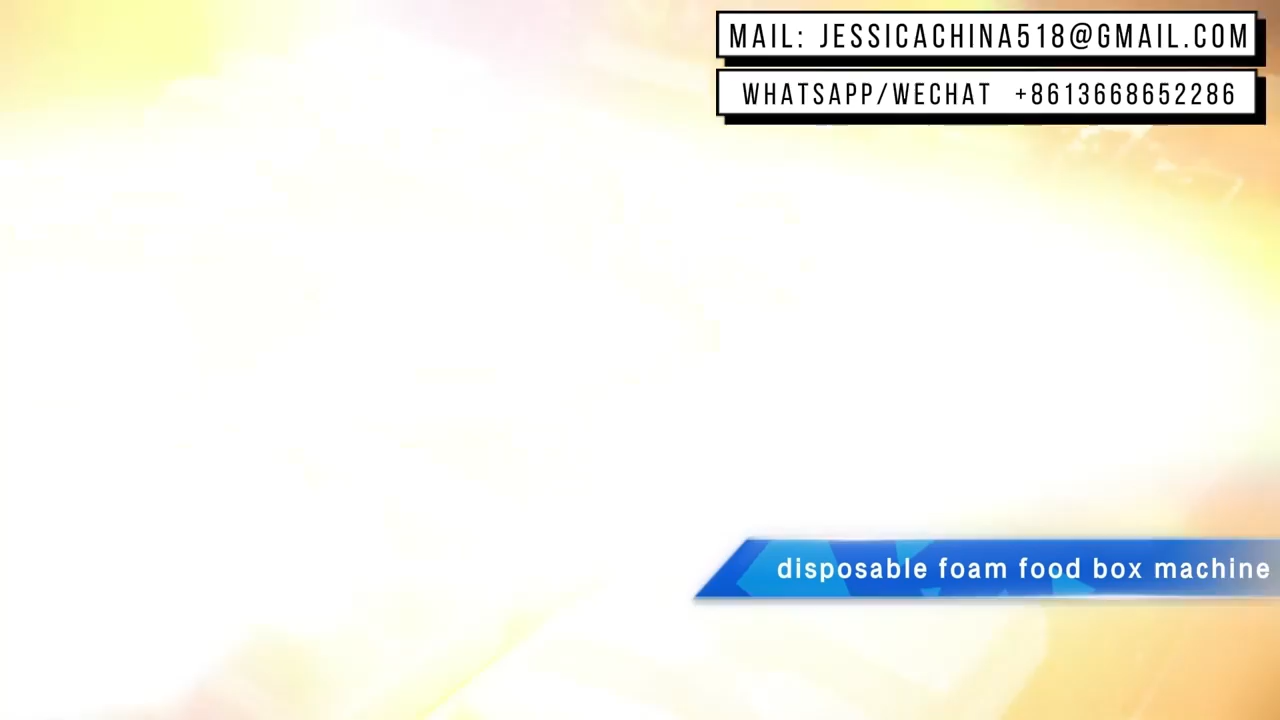 MAIL: JESSICACHINA518@GMAIL.COM
WHATSAPP/WECHAT +8613668652286
disposable foam food box machine